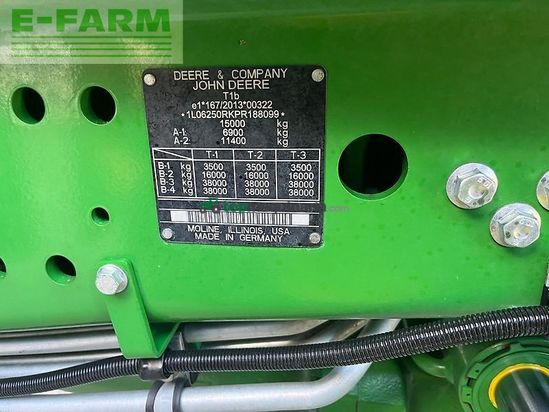 E-FARM
DEERE & COMPANY
JOHN DEERE
T1b
e1*167/2013*00322
*1L06250RKPR188099*
15000 kg
A-1: 6900 kg
A-2: 11400 kg
T-1 T-2 T-3
B-1 kg 3500 3500 3500
B-2 kg 16000 16000 16000
B-3 kg 38000 38000 38000
B-4 kg 38000 38000 38000
MOLINE, ILLINOIS, USA
MADE IN GERMANY